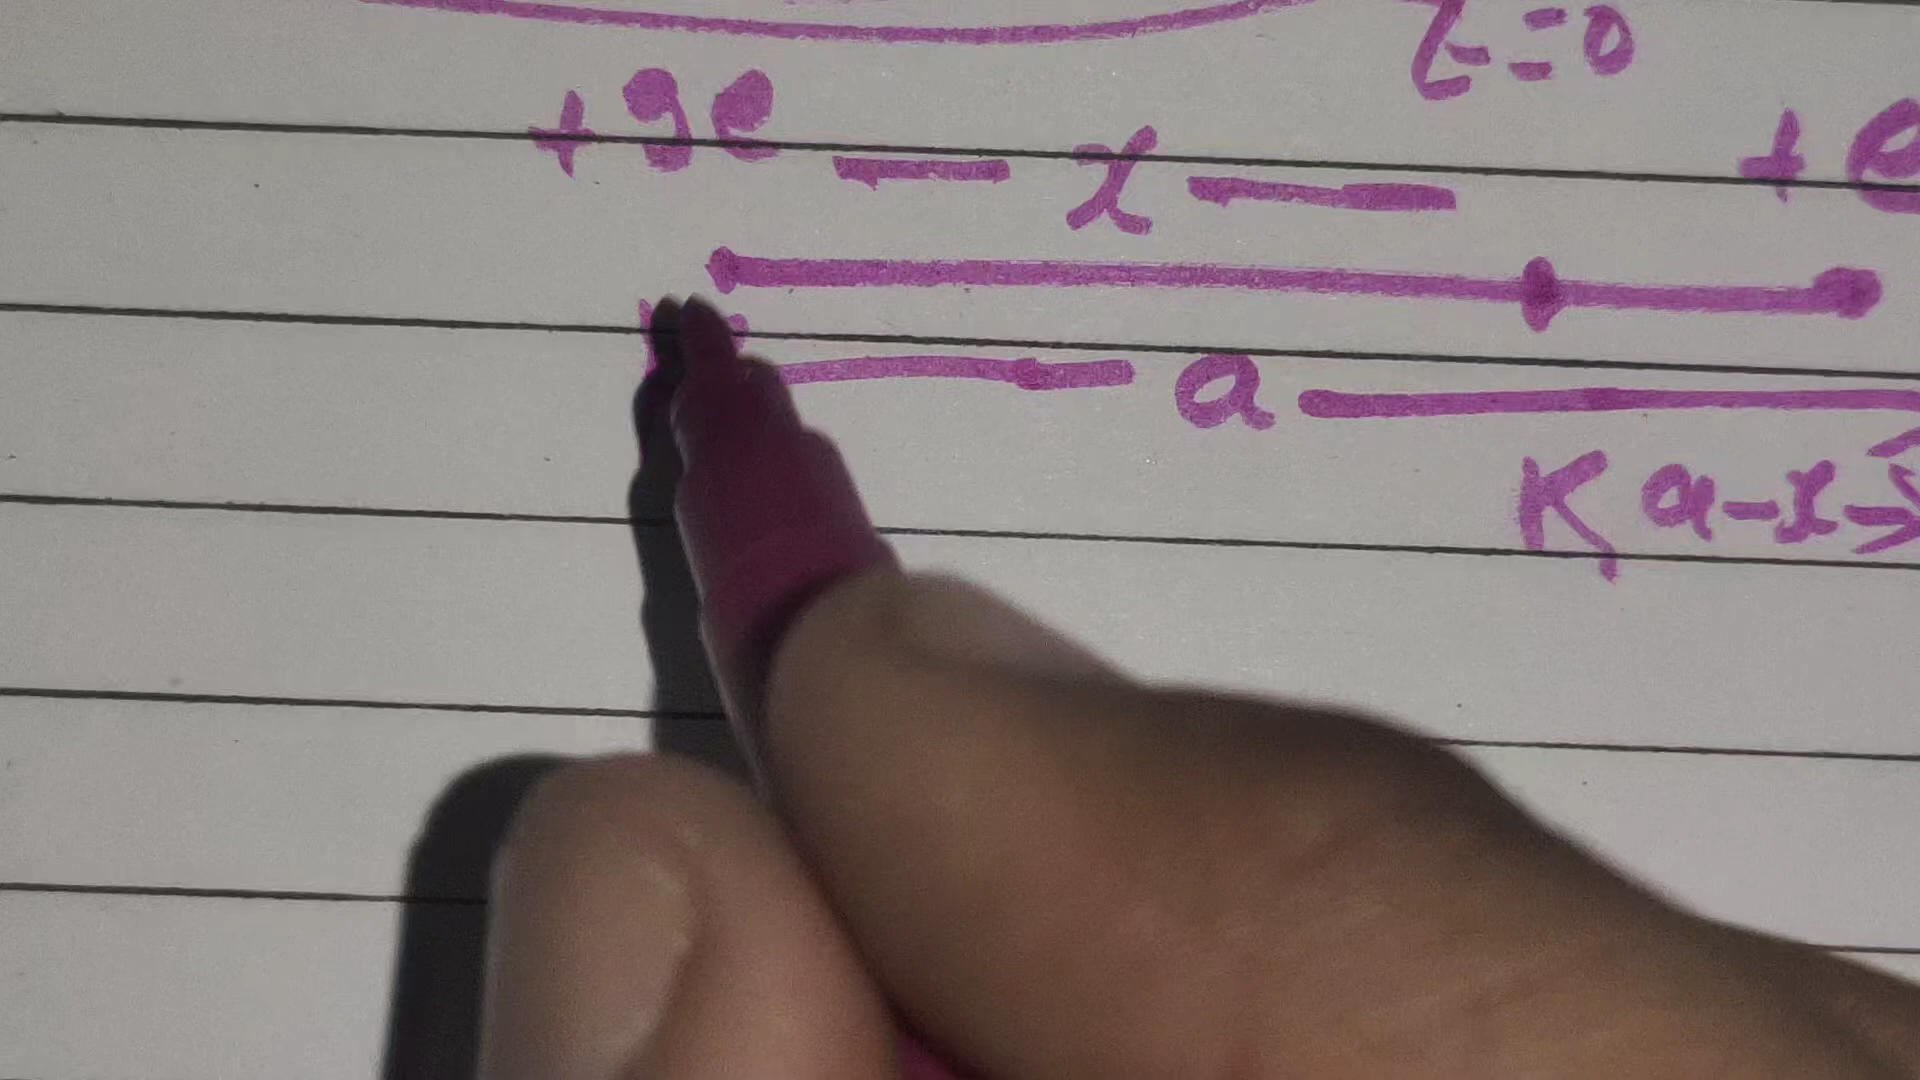 t=0
+9e — x — +e
a —
K a-x→